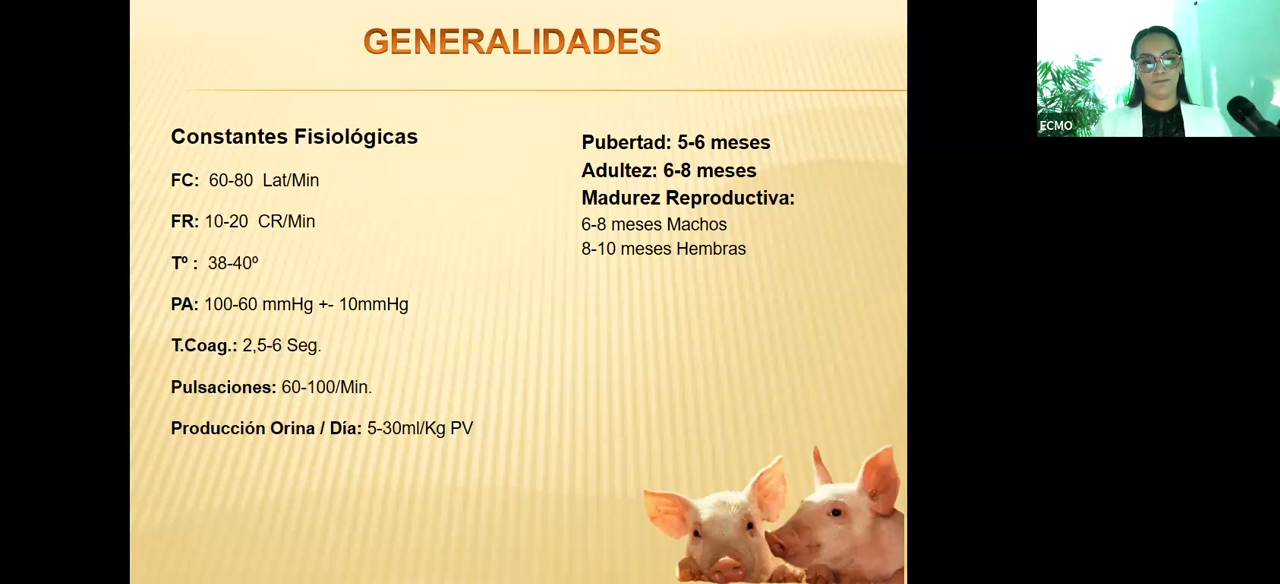 GENERALIDADES
Constantes Fisiológicas
FC: 60-80 Lat/Min
FR: 10-20 CR/Min
Tº : 38-40º
PA: 100-60 mmHg +- 10mmHg
T.Coag.: 2,5-6 Seg.
Pulsaciones: 60-100/Min.
Producción Orina / Día: 5-30ml/Kg PV
Pubertad: 5-6 meses
Adultez: 6-8 meses
Madurez Reproductiva:
6-8 meses Machos
8-10 meses Hembras
ECMO